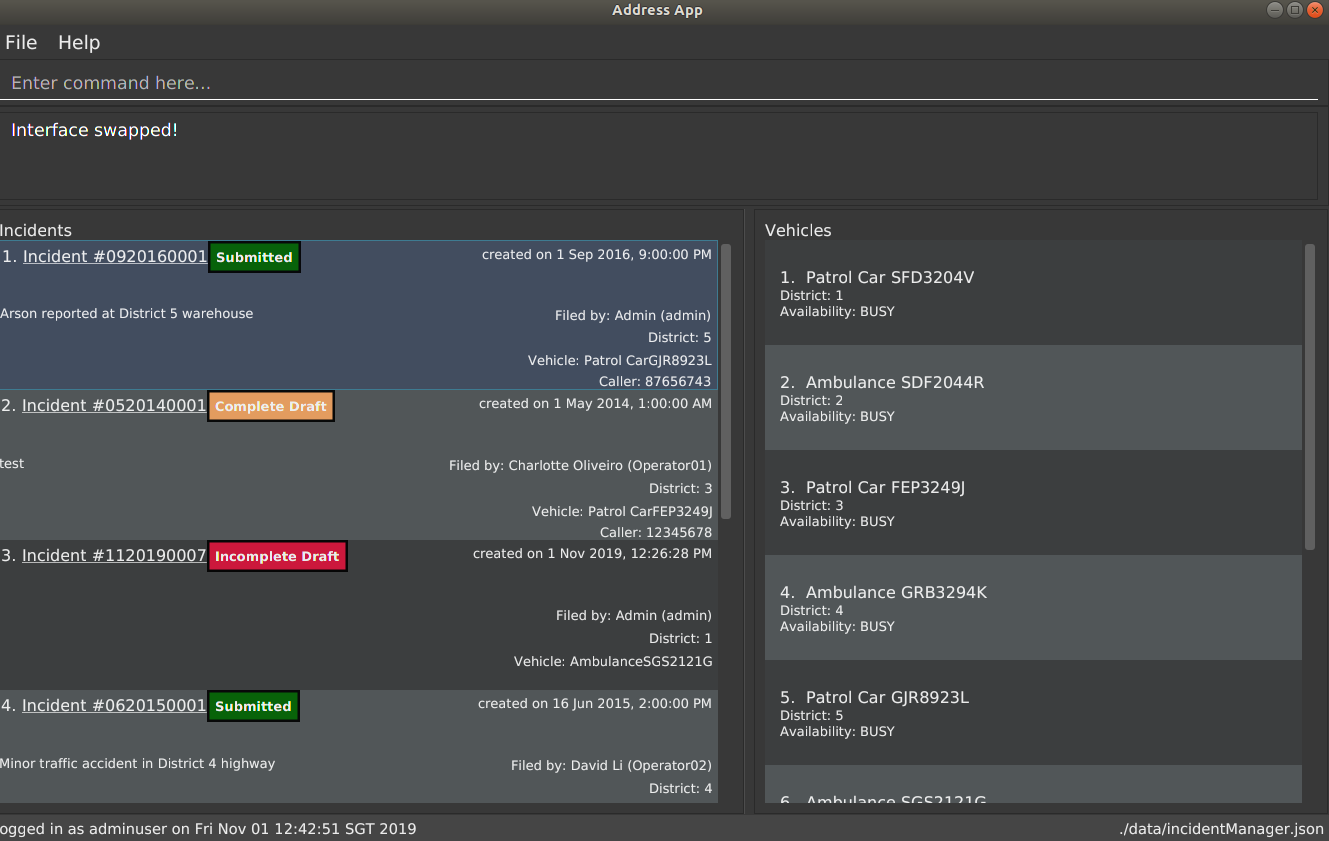 Address App
File Help
Enter command here...
Interface swapped!
Incidents
1. Incident #0920160001 Submitted created on 1 Sep 2016, 9:00:00 PM
Arson reported at District 5 warehouse Filed by: Admin (admin)
District: 5
Vehicle: Patrol CarGJR8923L
Caller: 87656743
2. Incident #0520140001 Complete Draft created on 1 May 2014, 1:00:00 AM
test Filed by: Charlotte Oliveiro (Operator01)
District: 3
Vehicle: Patrol CarFEP3249J
Caller: 12345678
3. Incident #1120190007 Incomplete Draft created on 1 Nov 2019, 12:26:28 PM
Filed by: Admin (admin)
District: 1
Vehicle: AmbulanceSGS2121G
4. Incident #0620150001 Submitted created on 16 Jun 2015, 2:00:00 PM
Minor traffic accident in District 4 highway Filed by: David Li (Operator02)
District: 4
Vehicles
1. Patrol Car SFD3204V
District: 1
Availability: BUSY
2. Ambulance SDF2044R
District: 2
Availability: BUSY
3. Patrol Car FEP3249J
District: 3
Availability: BUSY
4. Ambulance GRB3294K
District: 4
Availability: BUSY
5. Patrol Car GJR8923L
District: 5
Availability: BUSY
6. Ambulance SGS2121G
ogged in as adminuser on Fri Nov 01 12:42:51 SGT 2019 ./data/incidentManager.json